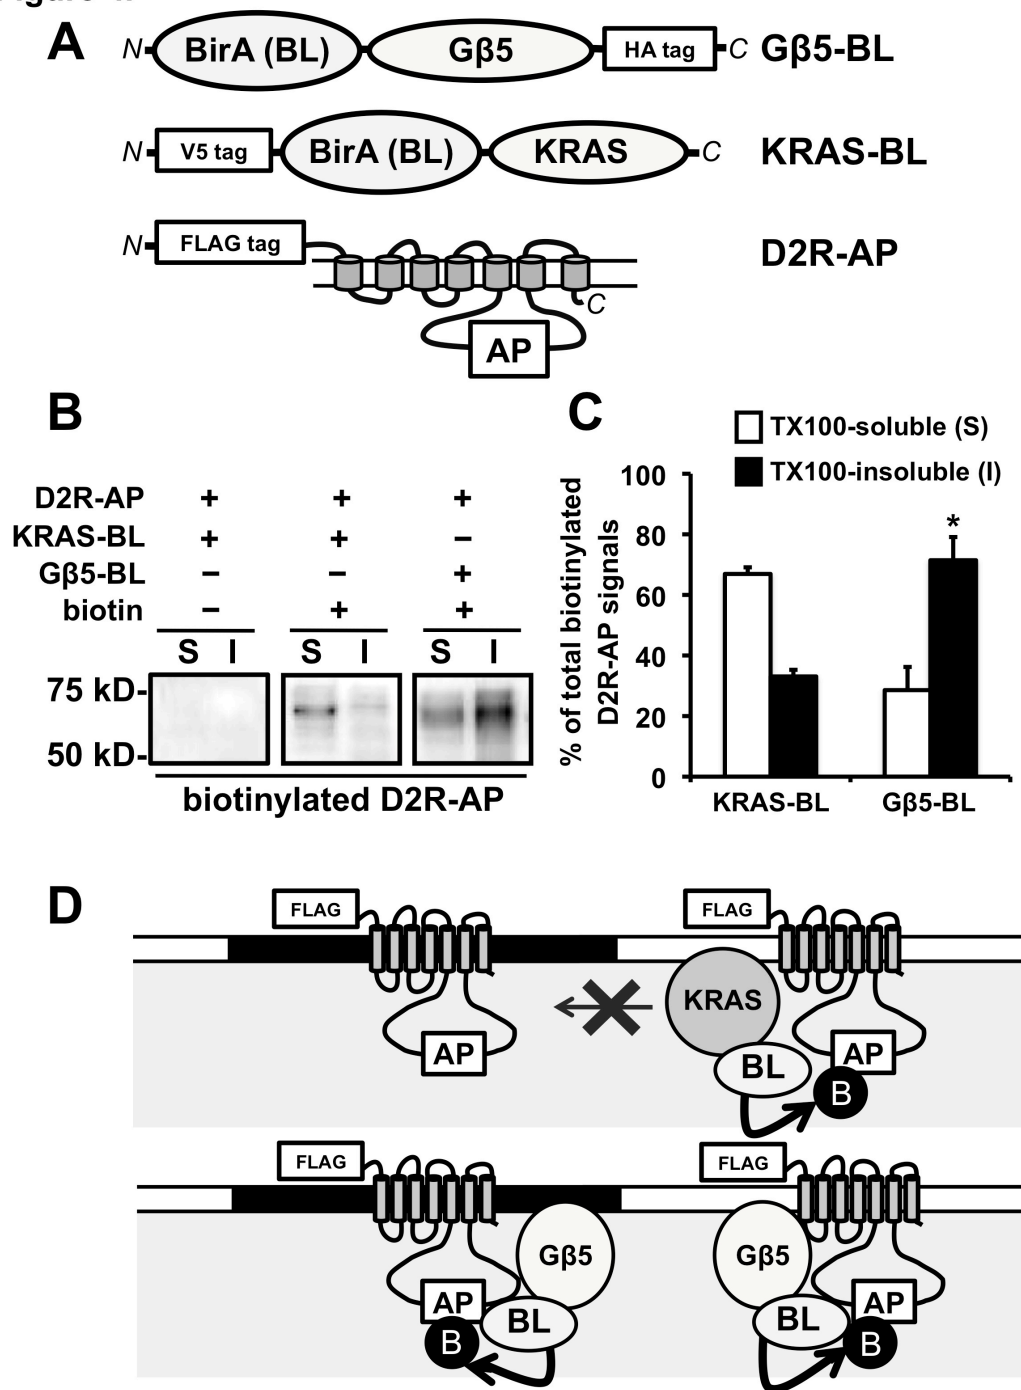 A
N BirA (BL) Gβ5 HA tag C Gβ5-BL
N V5 tag BirA (BL) KRAS C KRAS-BL
N FLAG tag D2R-AP
C
AP
B
D2R-AP + + +
KRAS-BL + + –
Gβ5-BL – – +
biotin – + +
S I S I S I
75 kD-
50 kD-
biotinylated D2R-AP
C
TX100-soluble (S)
TX100-insoluble (I)
% of total biotinylated
D2R-AP signals
100
80
60
40
20
0
*
KRAS-BL Gβ5-BL
D
FLAG FLAG
KRAS
AP BL AP
B
FLAG FLAG
Gβ5 Gβ5
AP BL BL AP
B B